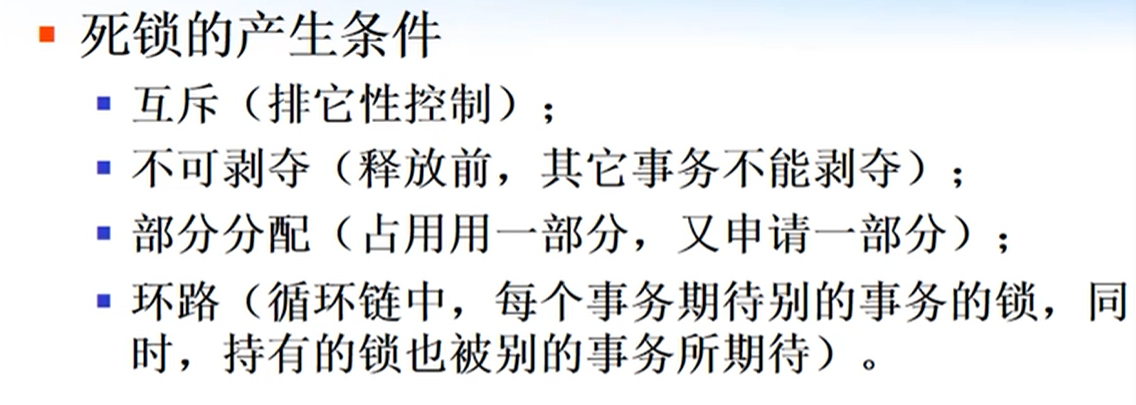 死锁的产生条件
互斥（排它性控制）；
不可剥夺（释放前，其它事务不能剥夺）；
部分分配（占用用一部分，又申请一部分）；
环路（循环链中，每个事务期待别的事务的锁，同
时，持有的锁也被别的事务所期待）。